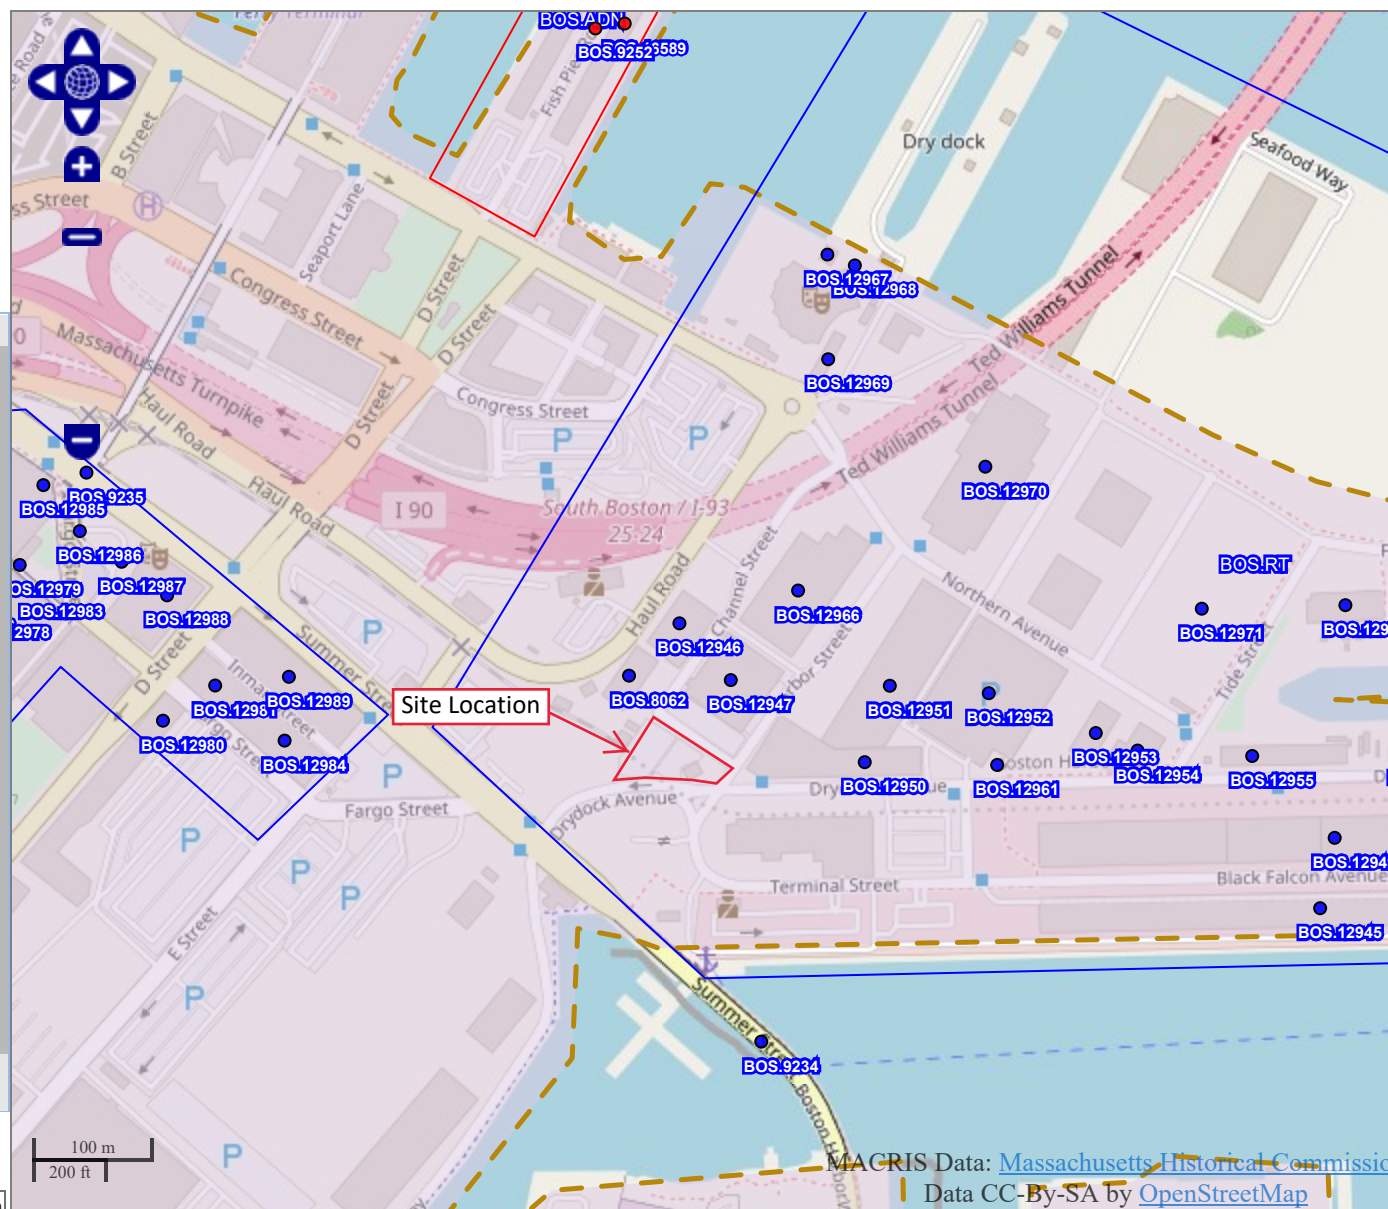 BOS.ADN
BOS.9252
Fish Pie
B Street
Dry dock
Seafood Way
ss Street
Seaport Lane
D Street
Congress Street
D Street
BOS.12967
BOS.12968
Ted Williams Tunnel
Massachusetts Turnpike
BOS.12969
Ted Williams Tunnel
Haul Road
D Street
Congress Street
P
P
BOS.9235
BOS.12985
Haul Road
I 90
South Boston / I-93
25-24
BOS.12970
BOS.12986
BOS.12987
BOS.12988
BOS.12983
2978
Channel Street
Haul Road
Northern Avenue
BOS.RT
BOS.12966
BOS.12946
BOS.12971
Tide Street
P
Summer Stre
D Street
BOS.12989
BOS.12980
BOS.12984
Site Location
BOS.8062
BOS.12947
BOS.12951
BOS.12952
BOS.12953
BOS.12954
BOS.12955
BOS.12950
BOS.12961
P
Fargo Street
Drydock Avenue
P
P
P
Terminal Street
Black Falcon Avenue
BOS.1294
BOS.12945
E Street
P
Summer Street
BOS.9234
Boston Harbor
P
100 m
200 ft
MACRIS Data: Massachusetts Historical Commissio
Data CC-By-SA by OpenStreetMap